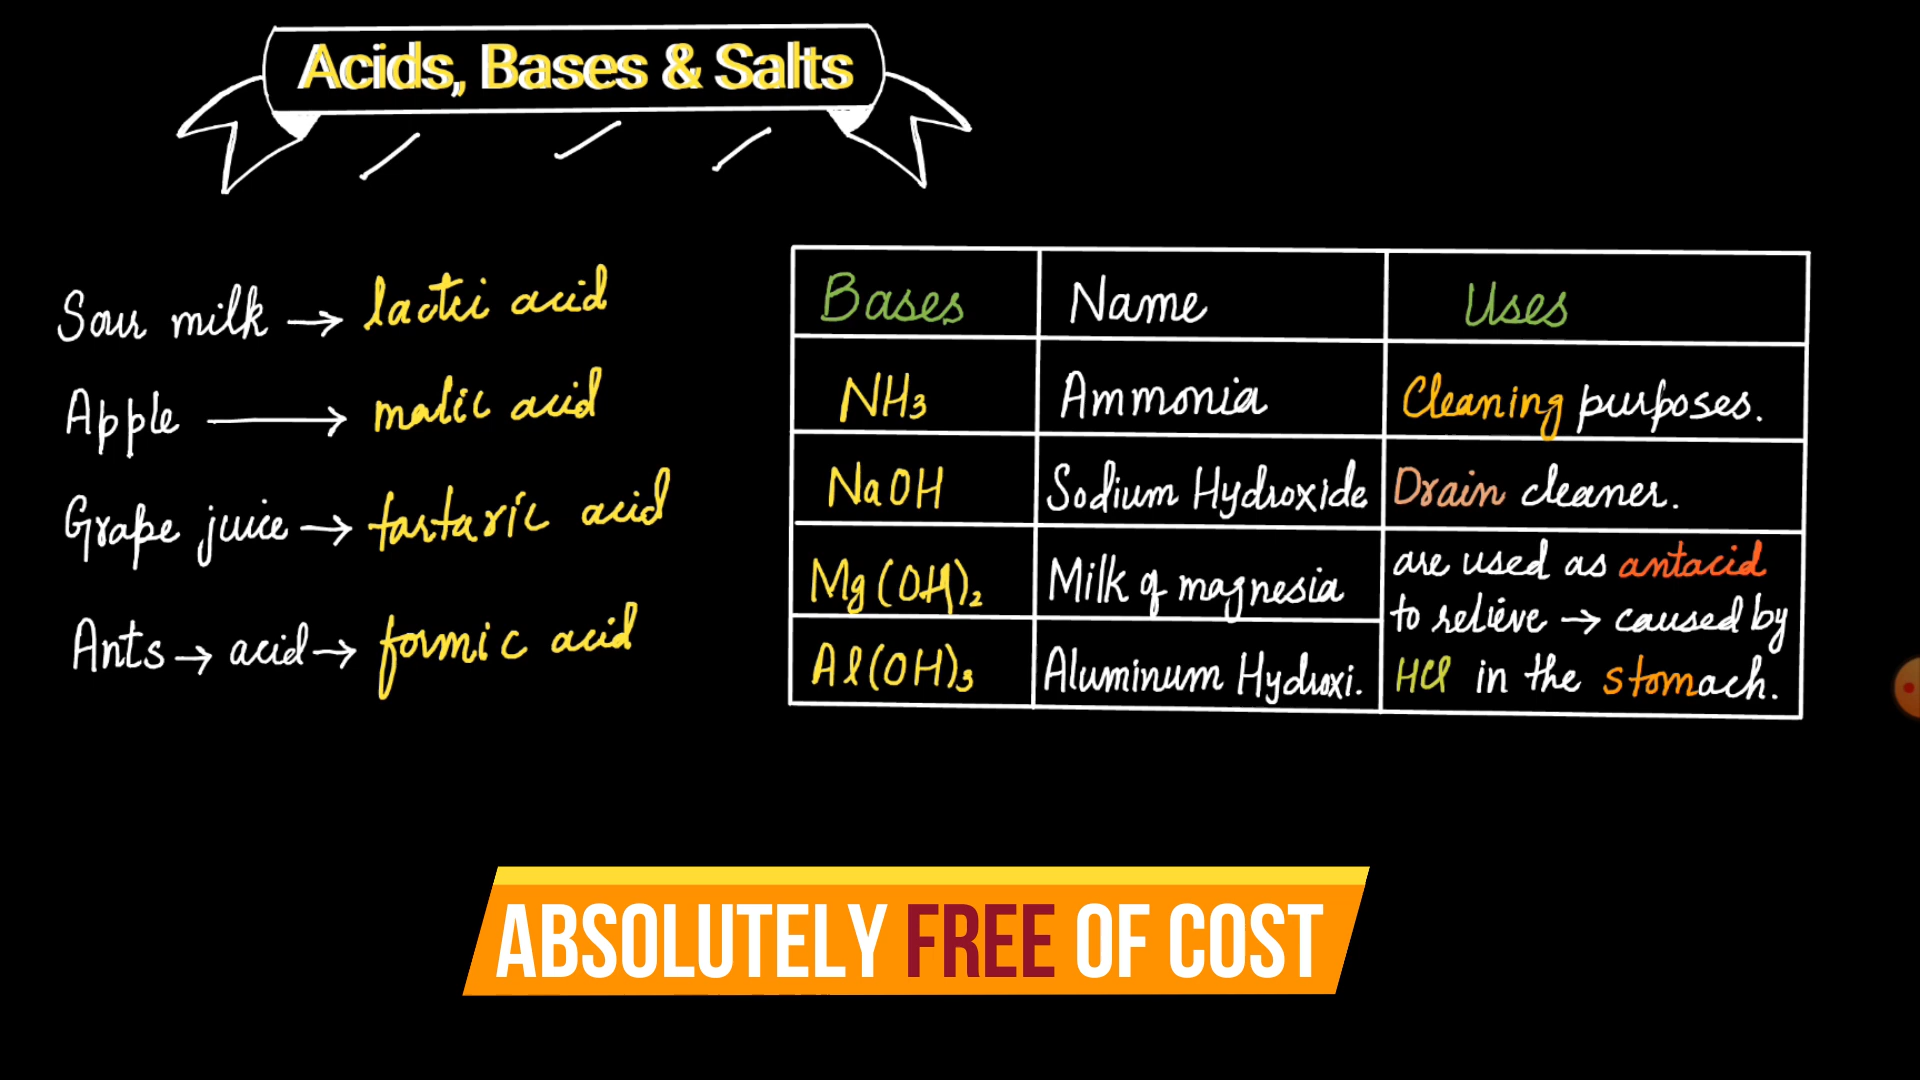 Acids, Bases & Salts
Sour milk → lactic acid
Apple → malic acid
Grape juice → tartaric acid
Ants → acid → formic acid
Bases Name Uses
NH3 Ammonia Cleaning purposes.
NaOH Sodium Hydroxide Drain cleaner.
Mg(OH)2 Milk of magnesia
Al(OH)3 Aluminum Hydroxi.
are used as antacid
to relieve → caused by
HCl in the stomach.
ABSOLUTELY FREE OF COST